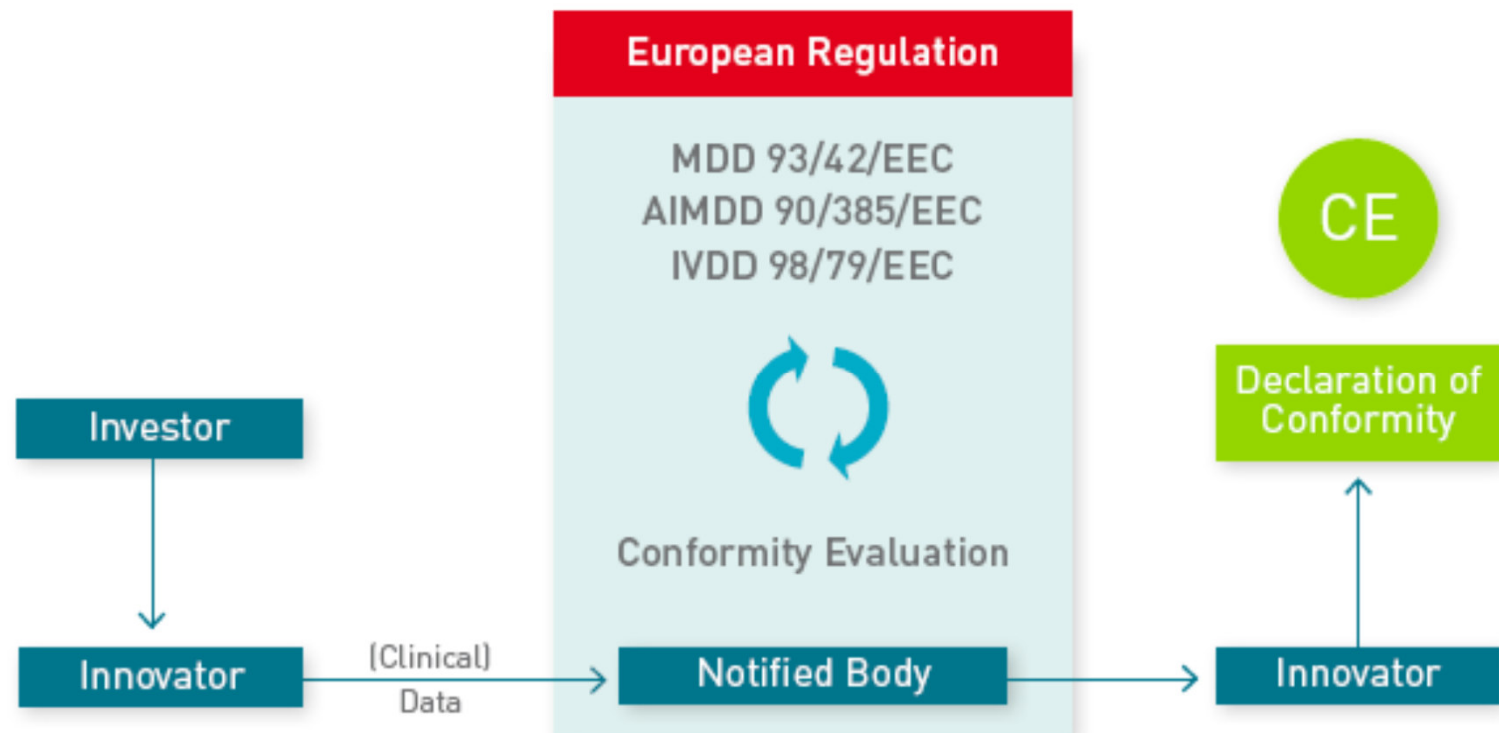 European Regulation
MDD 93/42/EEC
AIMDD 90/385/EEC
IVDD 98/79/EEC
CE
Declaration of
Conformity
Investor
Conformity Evaluation
Innovator
(Clinical)
Data
Notified Body
Innovator